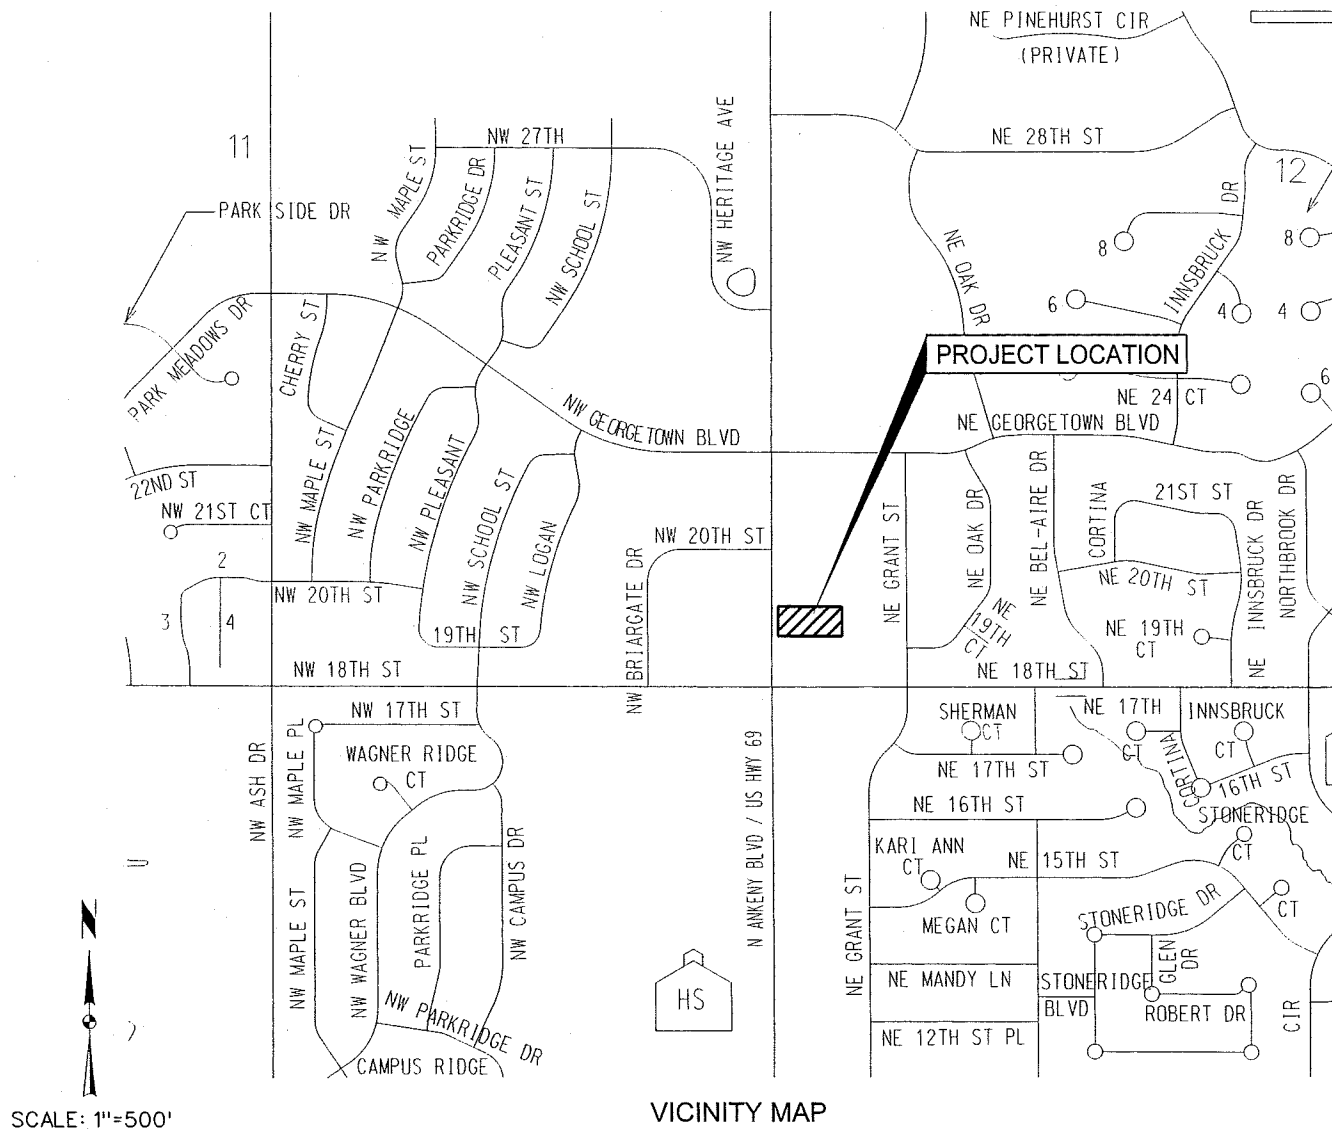 NE PINEHURST CIR
(PRIVATE)
11
NW 27TH
NE 28TH ST
12
PARK SIDE DR
NW MAPLE ST
PARKRIDGE DR
PLEASANT ST
NW SCHOOL ST
NW HERITAGE AVE
NE OAK DR
INNSBRUCK DR
8
8
6
4
4
PARK MEADOWS DR
CHERRY ST
PROJECT LOCATION
NE 24 CT
6
NW GEORGETOWN BLVD
NE GEORGETOWN BLVD
NW MAPLE ST
NW PARKRIDGE
NW PLEASANT
NW SCHOOL ST
NW LOGAN
22ND ST
NW 21ST CT
2
3
4
NW 20TH ST
19TH ST
NW 20TH ST
NW BRIARGATE DR
NE GRANT ST
NE OAK DR
NE BEL-AIRE DR
CORTINA
21ST ST
NE 20TH ST
NE INNSBRUCK DR
NORTHBROOK DR
NE 19TH CT
NE 19TH
CT
NW 18TH ST
NE 18TH ST
NW 17TH ST
NW ASH DR
NW MAPLE PL
WAGNER RIDGE
CT
N ANKENY BLVD / US HWY 69
SHERMAN
CT
NE 17TH ST
NE 17TH
CT
CORTINA
INNSBRUCK
CT
16TH ST
NE 16TH ST
STONERIDGE
CT
KARI ANN
CT
NE 15TH ST
NW MAPLE ST
NW WAGNER BLVD
PARKRIDGE PL
NW CAMPUS DR
NE GRANT ST
MEGAN CT
STONERIDGE DR
CT
GLEN
DR
N
HS
NE MANDY LN
STONERIDGE
BLVD
ROBERT DR
CIR
NW PARKRIDGE DR
NE 12TH ST PL
CAMPUS RIDGE
SCALE: 1"=500'
VICINITY MAP